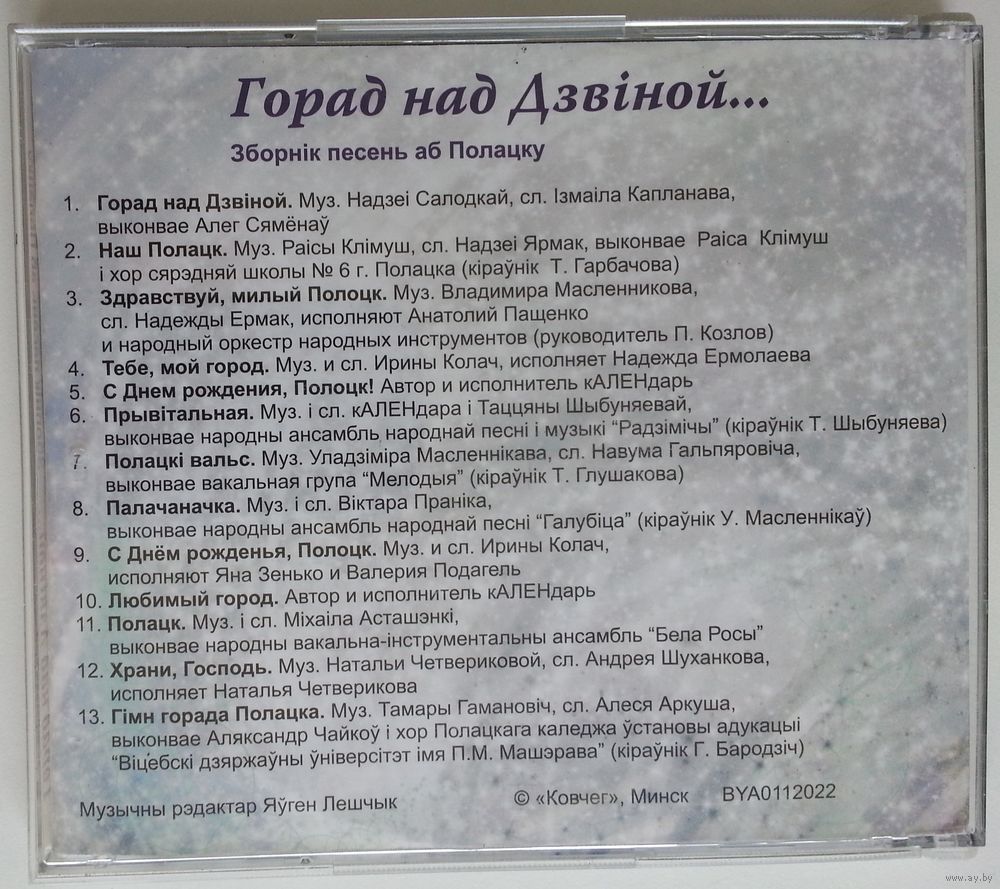 Горад над Дзвіной...
Зборнік песень аб Полацку
1. Горад над Дзвіной. Муз. Надзеі Салодкай, сл. Ізмаіла Капланава,
выконвае Алег Сямёнаў
2. Наш Полацк. Муз. Раісы Клімуш, сл. Надзеі Ярмак, выконвае Раіса Клімуш
і хор сярэдняй школы № 6 г. Полацка (кіраўнік Т. Гарбачова)
3. Здравствуй, милый Полоцк. Муз. Владимира Масленникова,
сл. Надежды Ермак, исполняют Анатолий Пащенко
и народный оркестр народных инструментов (руководитель П. Козлов)
4. Тебе, мой город. Муз. и сл. Ирины Колач, исполняет Надежда Ермолаева
5. С Днем рождения, Полоцк! Автор и исполнитель кАЛЕНдарь
6. Прывітальная. Муз. і сл. кАЛЕНдара і Таццяны Шыбуняевай,
выконвае народны ансамбль народнай песні і музыкі “Радзімічы” (кіраўнік Т. Шыбуняева)
7. Полацкі вальс. Муз. Уладзіміра Масленнікава, сл. Навума Гальпяровіча,
выконвае вакальная група “Мелодыя” (кіраўнік Т. Глушакова)
8. Палачаначка. Муз. і сл. Віктара Праніка,
выконвае народны ансамбль народнай песні “Галубіца” (кіраўнік У. Масленнікаў)
9. С Днём рожденья, Полоцк. Муз. и сл. Ирины Колач,
исполняют Яна Зенько и Валерия Подагель
10. Любимый город. Автор и исполнитель кАЛЕНдарь
11. Полацк. Муз. і сл. Міхаіла Асташэнкі,
выконвае народны вакальна-інструментальны ансамбль “Бела Росы”
12. Храни, Господь. Муз. Натальи Четвериковой, сл. Андрея Шуханкова,
исполняет Наталья Четверикова
13. Гімн горада Полацка. Муз. Тамары Гамановіч, сл. Алеся Аркуша,
выконвае Аляксандр Чайкоў і хор Полацкага каледжа ўстановы адукацыі
“Віцебскі дзяржаўны ўніверсітэт імя П.М. Машэрава” (кіраўнік Г. Бародзіч)
Музычны рэдактар Яўген Лешчык © «Ковчег», Минск BYA0112022
www.ay.by